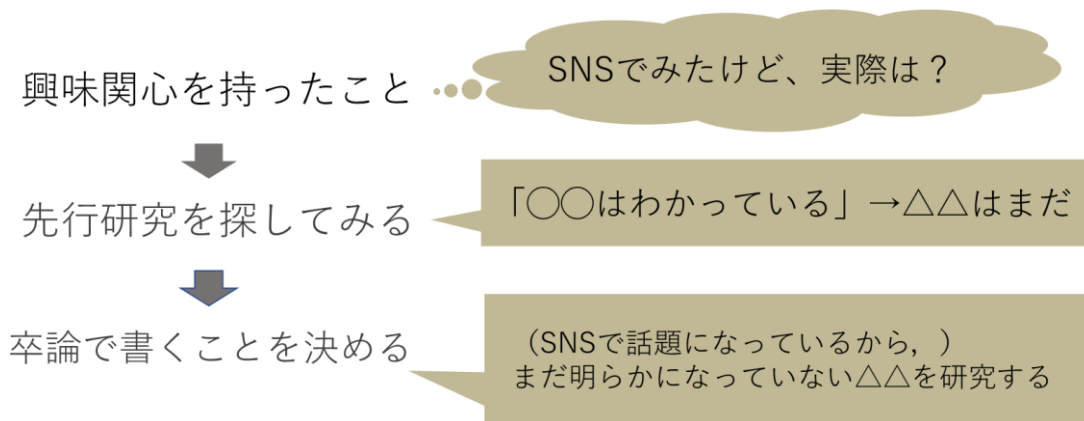 興味関心を持ったこと
SNSでみたけど、実際は？
先行研究を探してみる
「○○はわかっている」→△△はまだ
卒論で書くことを決める
（SNSで話題になっているから，）
まだ明らかになっていない△△を研究する